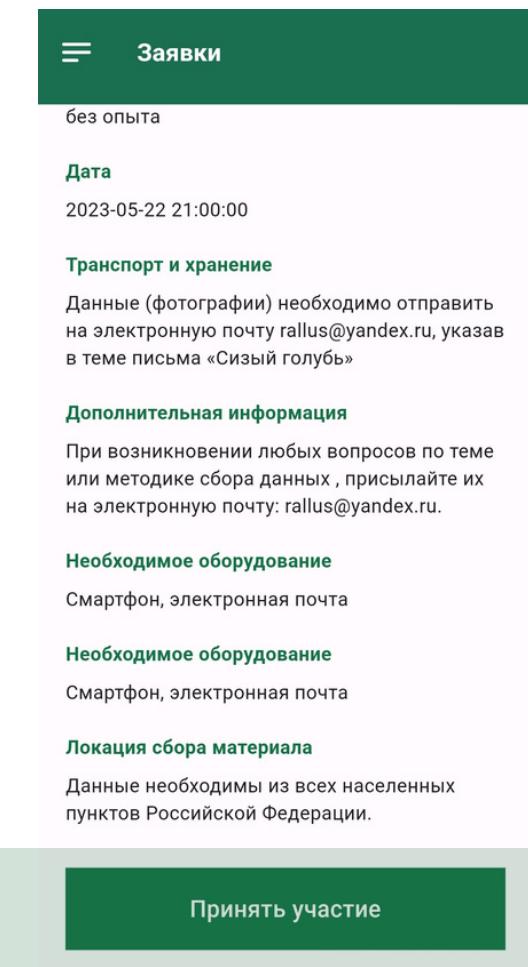 Заявки
без опыта
Дата
2023-05-22 21:00:00
Транспорт и хранение
Данные (фотографии) необходимо отправить
на электронную почту rallus@yandex.ru, указав
в теме письма «Сизый голубь»
Дополнительная информация
При возникновении любых вопросов по теме
или методике сбора данных , присылайте их
на электронную почту: rallus@yandex.ru.
Необходимое оборудование
Смартфон, электронная почта
Необходимое оборудование
Смартфон, электронная почта
Локация сбора материала
Данные необходимы из всех населенных
пунктов Российской Федерации.
Принять участие